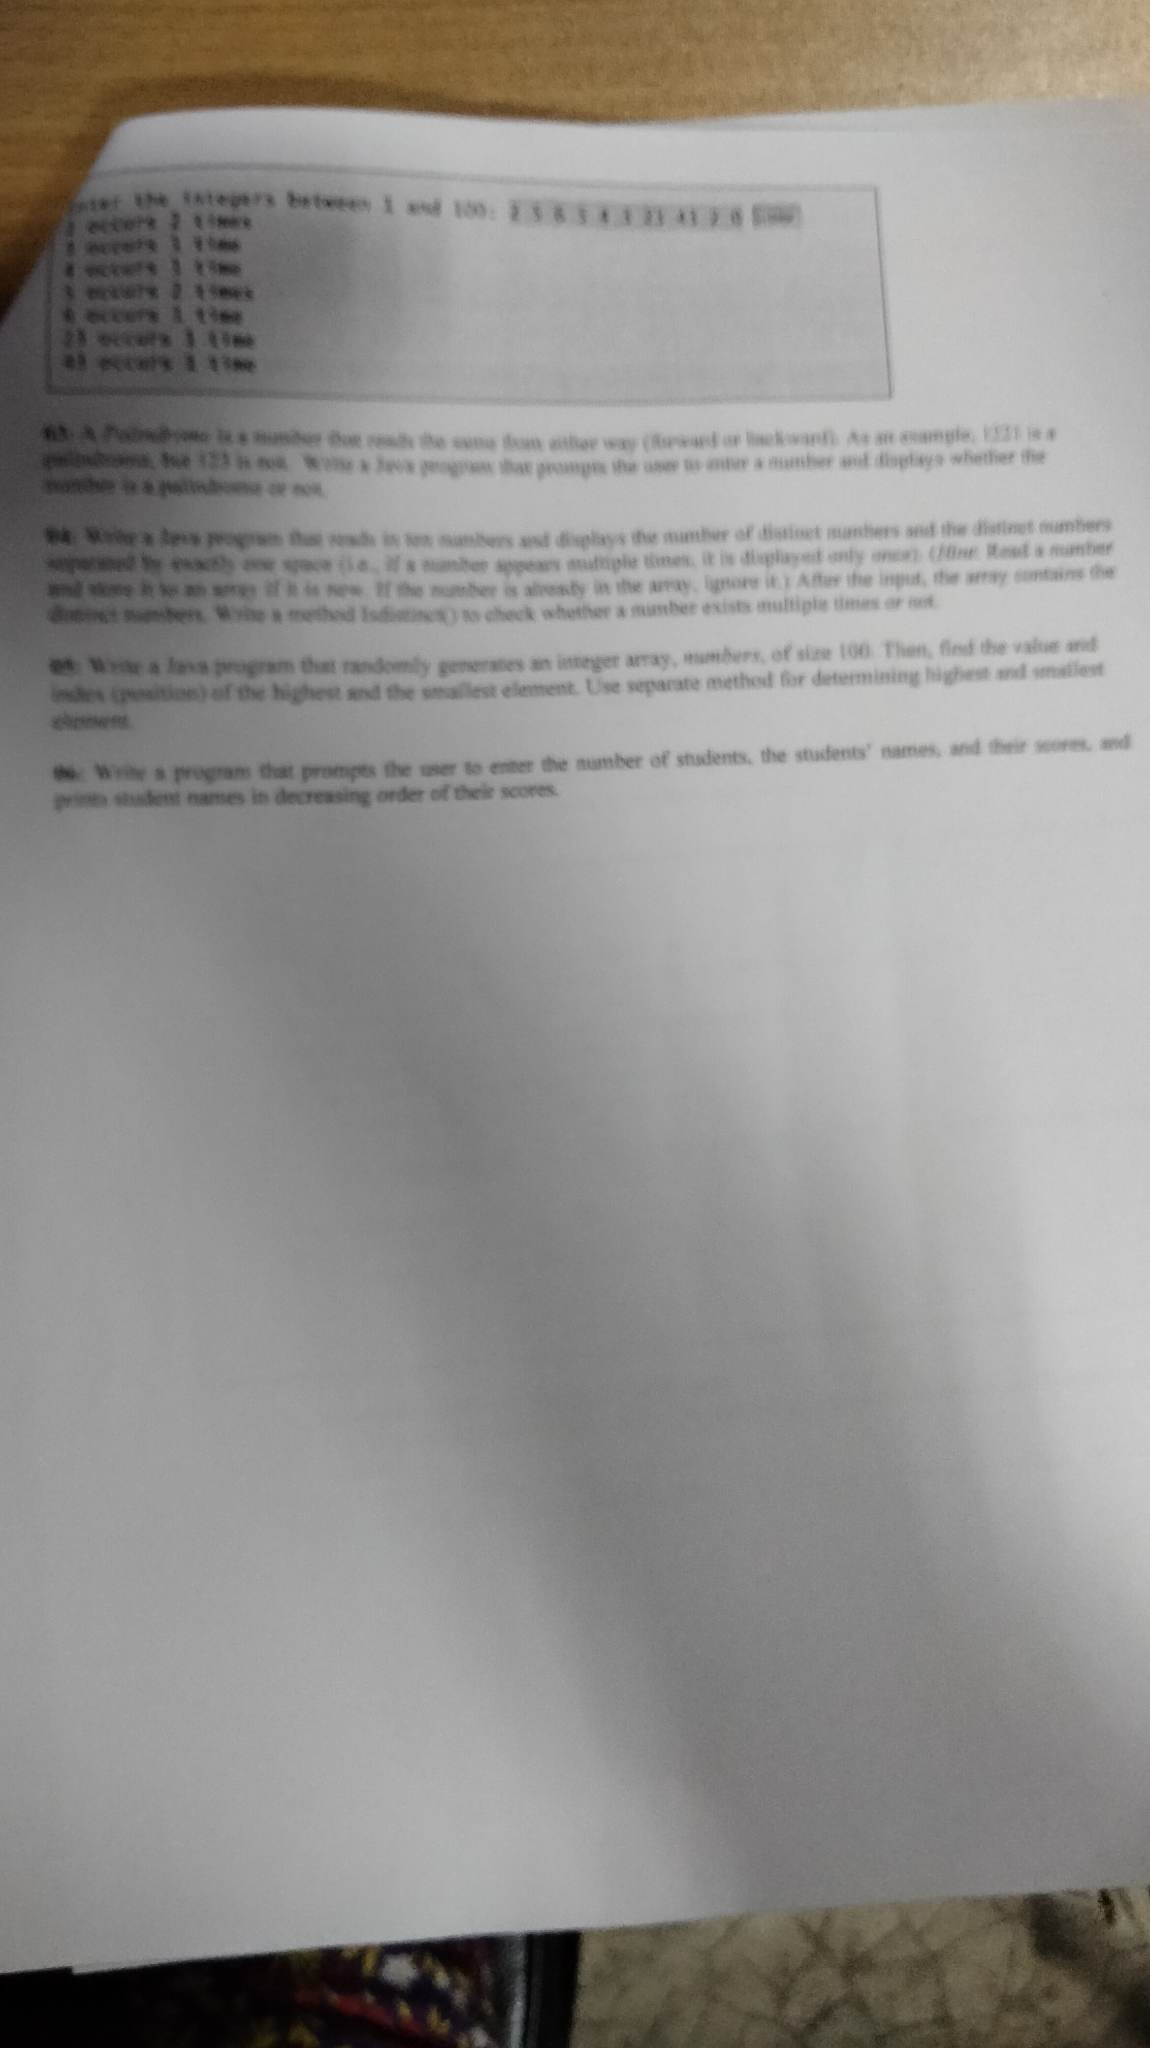 Enter the integers between 1 and 100: 2 5 6 5 4 3 23 43 2 0
2 occurs 2 times
3 occurs 1 time
4 occurs 1 time
5 occurs 2 times
6 occurs 1 time
23 occurs 1 time
43 occurs 1 time
A Palindrome is a number that reads the same from either way (forward or backward). As an example, 1221 is a
palindrome, but 123 is not. Write a Java program that prompts the user to enter a number and displays whether the
number is a palindrome or not.
Write a Java program that reads in ten numbers and displays the number of distinct numbers and the distinct numbers
separated by exactly one space (i.e., if a number appears multiple times, it is displayed only once). (Hint: Read a number
and store it to an array if it is new. If the number is already in the array, ignore it.) After the input, the array contains the
distinct numbers. Write a method Isdistinct() to check whether a number exists multiple times or not.
Write a Java program that randomly generates an integer array, numbers, of size 100. Then, find the value and
index (position) of the highest and the smallest element. Use separate method for determining highest and smallest
element.
Write a program that prompts the user to enter the number of students, the students' names, and their scores, and
prints student names in decreasing order of their scores.